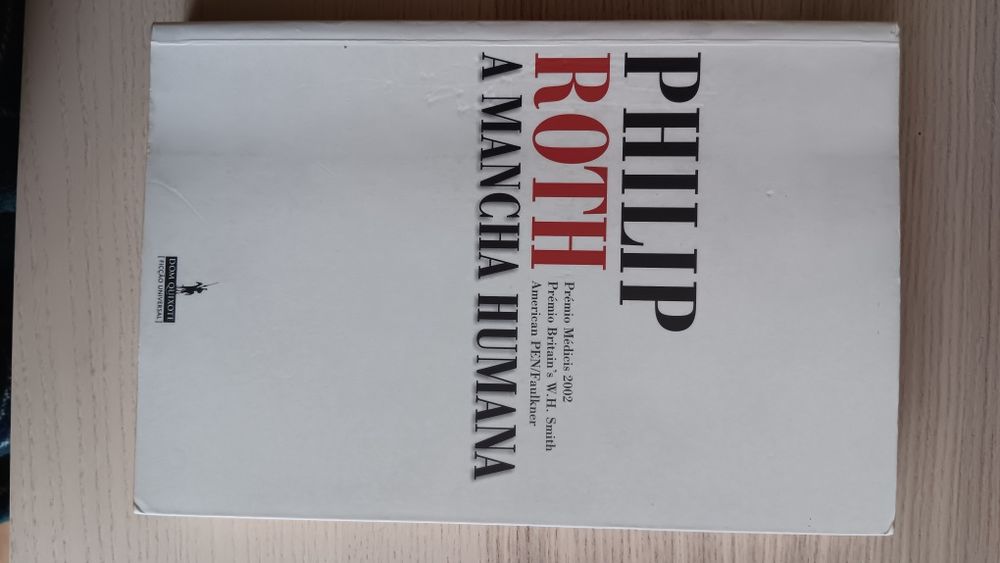 PHILIP
ROTH
Prémio Médicis 2002
Prémio Britain's W.H. Smith
American PEN/Faulkner
A MANCHA HUMANA
DOM QUIXOTE
[ FICÇÃO UNIVERSAL ]